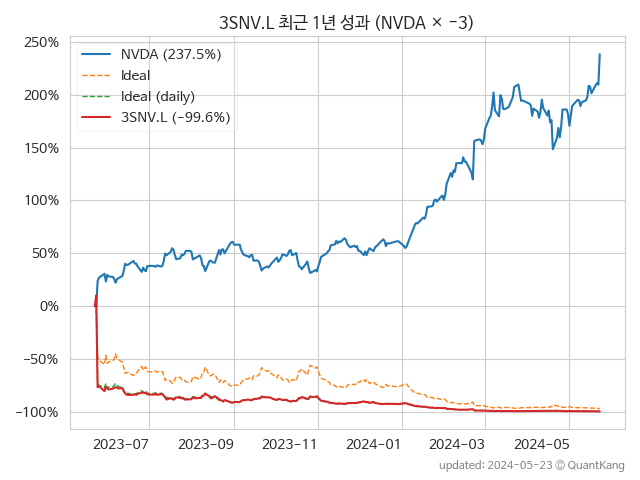 3SNV.L 최근 1년 성과 (NVDA × −3)
250%
200%
150%
100%
50%
0%
−50%
−100%
NVDA (237.5%)
Ideal
Ideal (daily)
3SNV.L (−99.6%)
2023-07
2023-09
2023-11
2024-01
2024-03
2024-05
updated: 2024-05-23 ⓒ QuantKang